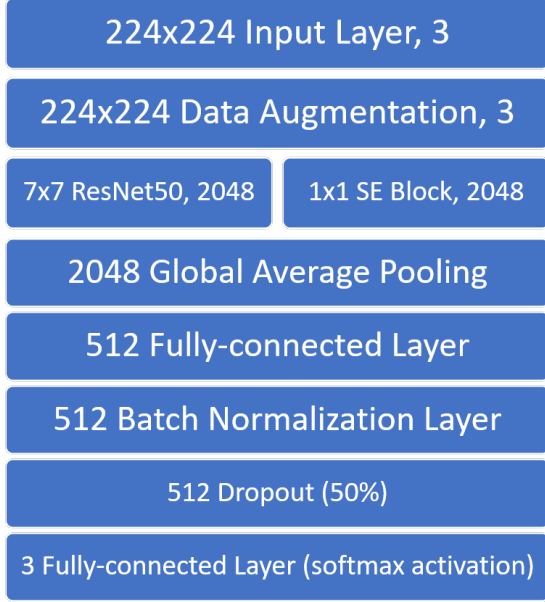 224x224 Input Layer, 3
224x224 Data Augmentation, 3
7x7 ResNet50, 2048
1x1 SE Block, 2048
2048 Global Average Pooling
512 Fully-connected Layer
512 Batch Normalization Layer
512 Dropout (50%)
3 Fully-connected Layer (softmax activation)